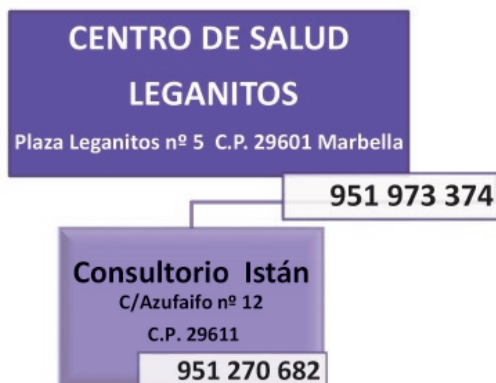 CENTRO DE SALUD
LEGANITOS
Plaza Leganitos nº 5 C.P. 29601 Marbella
951 973 374
Consultorio Istán
C/Azufaifo nº 12
C.P. 29611
951 270 682